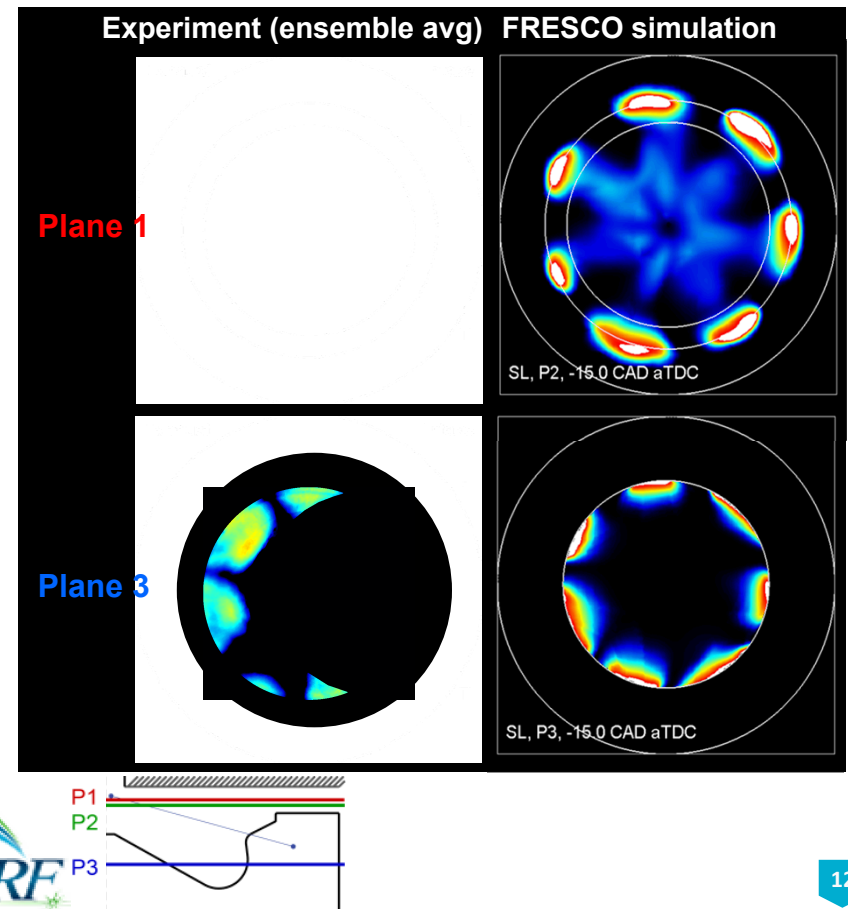 Experiment (ensemble avg) FRESCO simulation
Plane 1
SL, P2, -15.0 CAD aTDC
Plane 3
SL, P3, -15.0 CAD aTDC
P1
P2
P3
RF
12